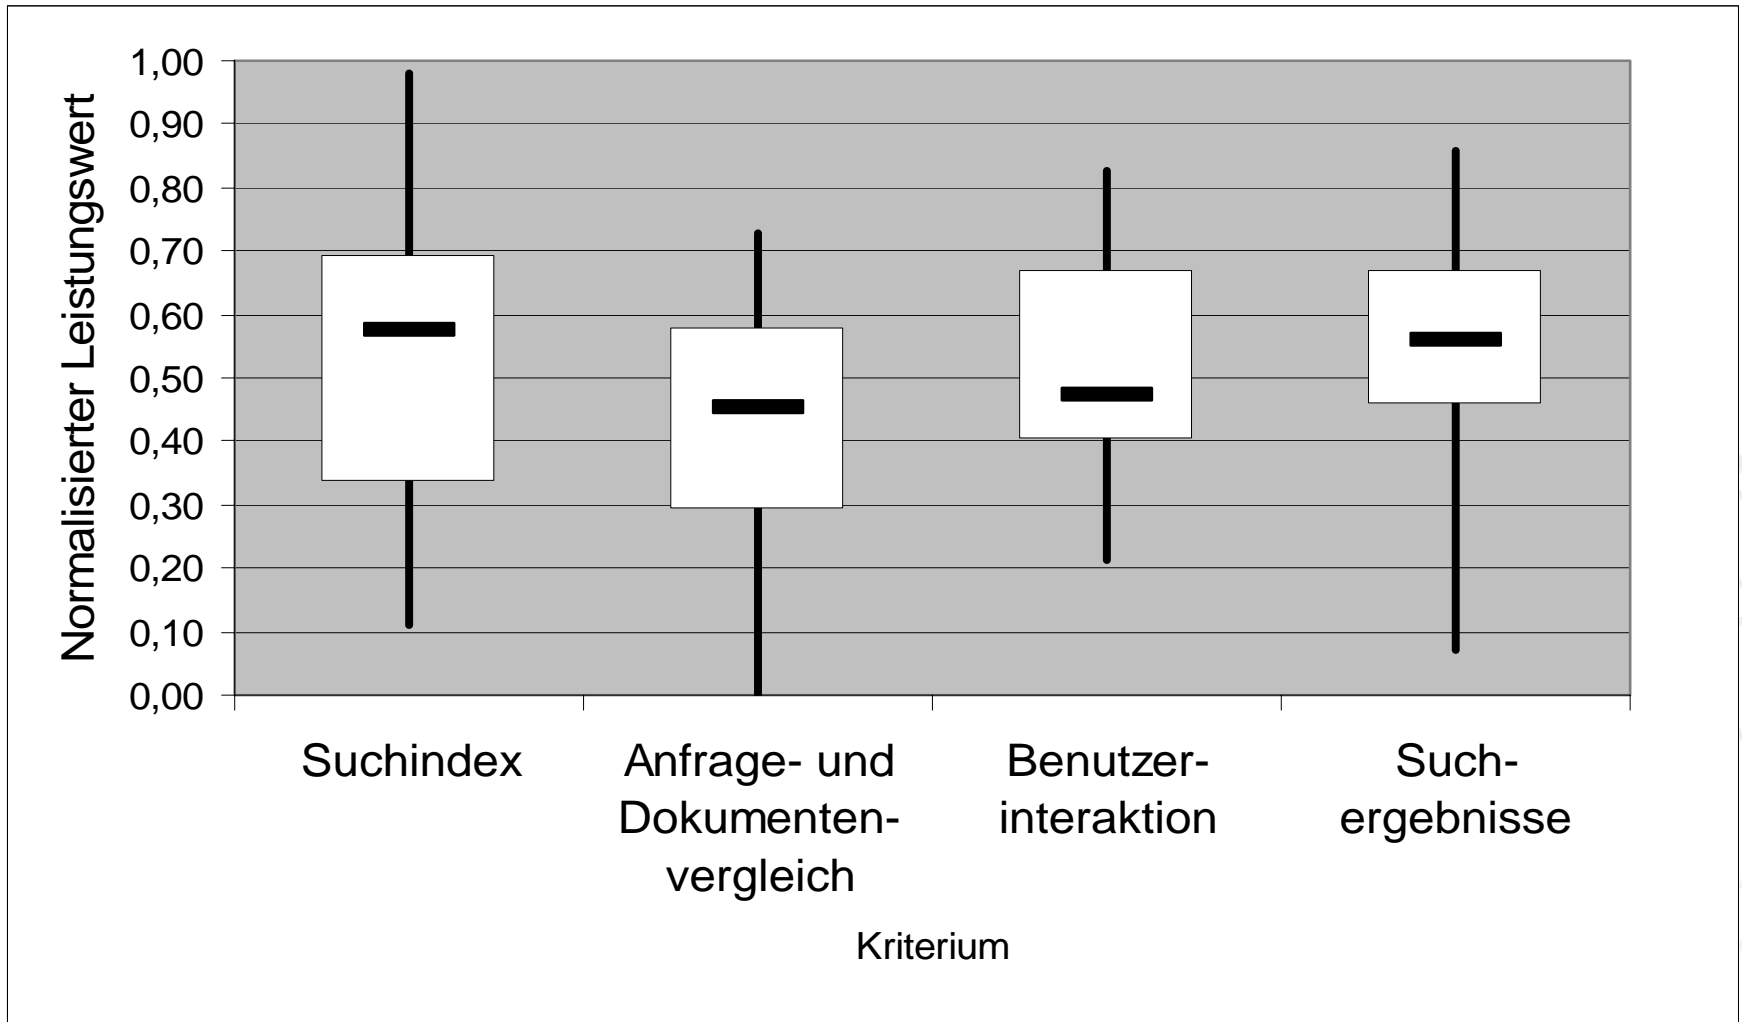 Normalisierter Leistungswert
1,00
0,90
0,80
0,70
0,60
0,50
0,40
0,30
0,20
0,10
0,00
Suchindex
Anfrage- und
Dokumenten-
vergleich
Benutzer-
interaktion
Such-
ergebnisse
Kriterium